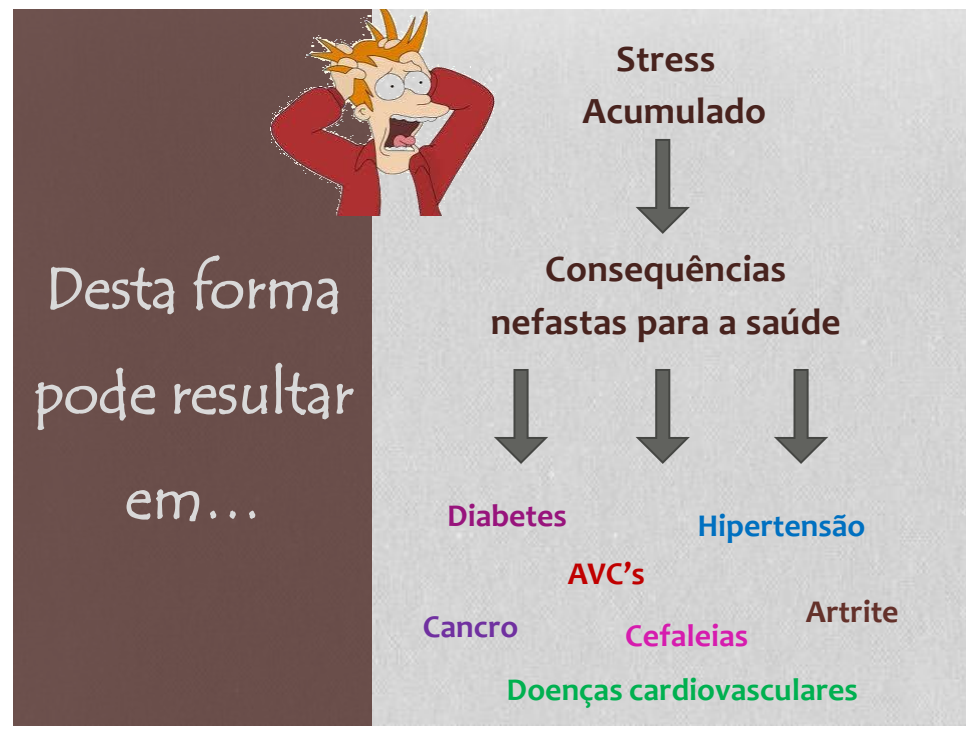 Desta forma
pode resultar
em...
Stress
Acumulado
Consequências
nefastas para a saúde
Diabetes
Hipertensão
AVC’s
Artrite
Cancro
Cefaleias
Doenças cardiovasculares